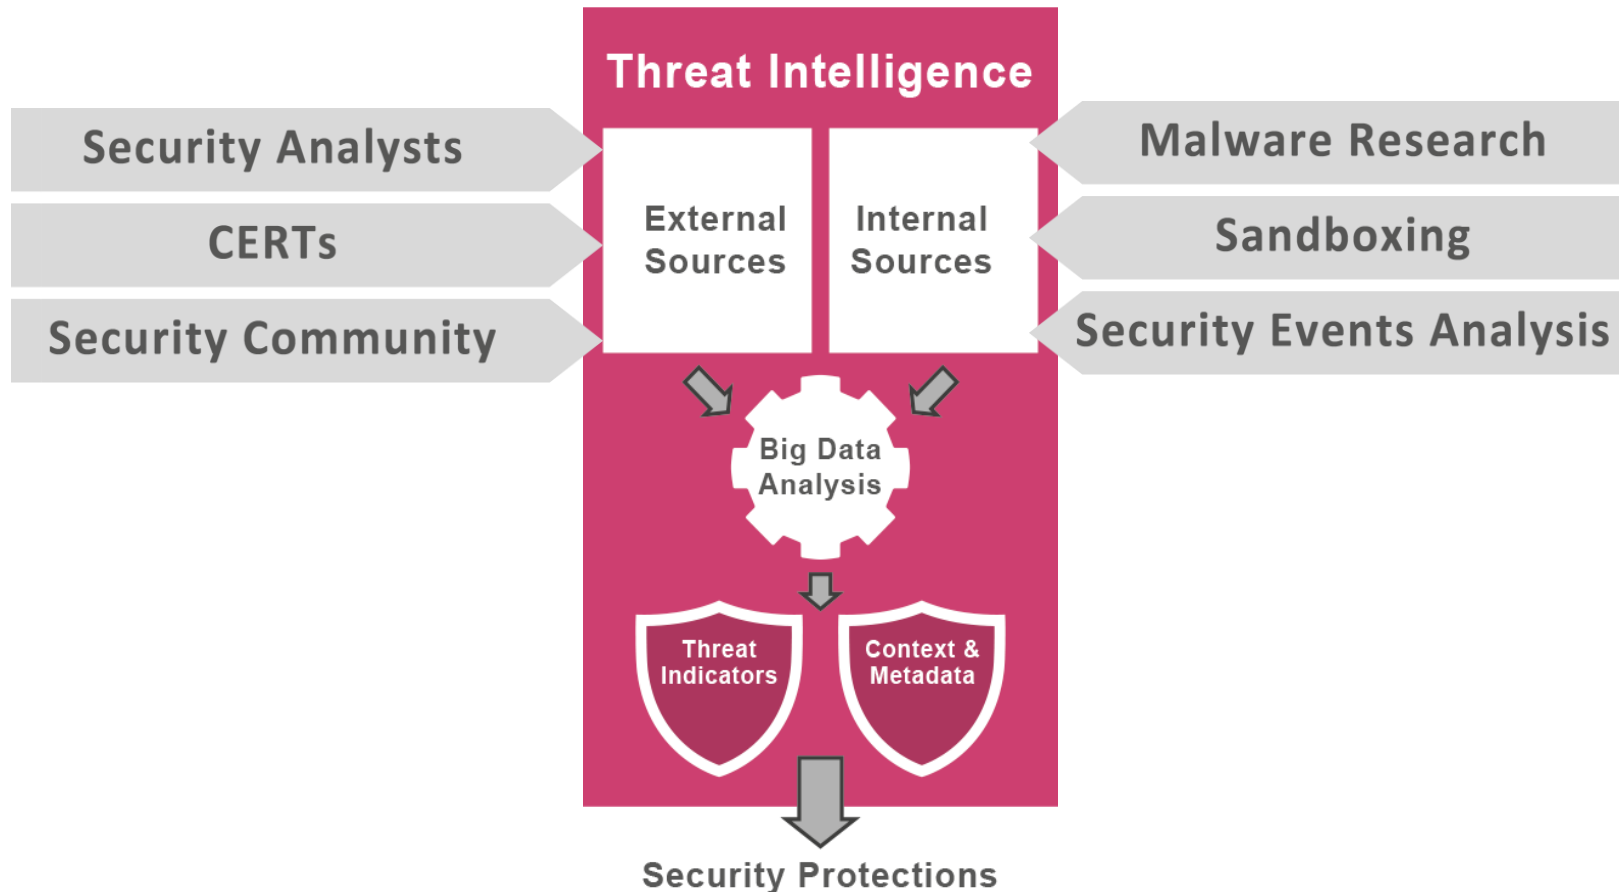 Threat Intelligence
Security Analysts
CERTs
Security Community
External
Sources
Internal
Sources
Malware Research
Sandboxing
Security Events Analysis
Big Data
Analysis
Threat
Indicators
Context &
Metadada
Security Protections